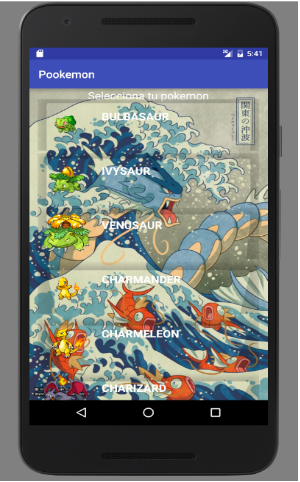 5:41
Pookemon
Selecciona tu pokemon
BULBASAUR
IVYSAUR
VENUSAUR
CHARMANDER
CHARMELEON
CHARIZARD